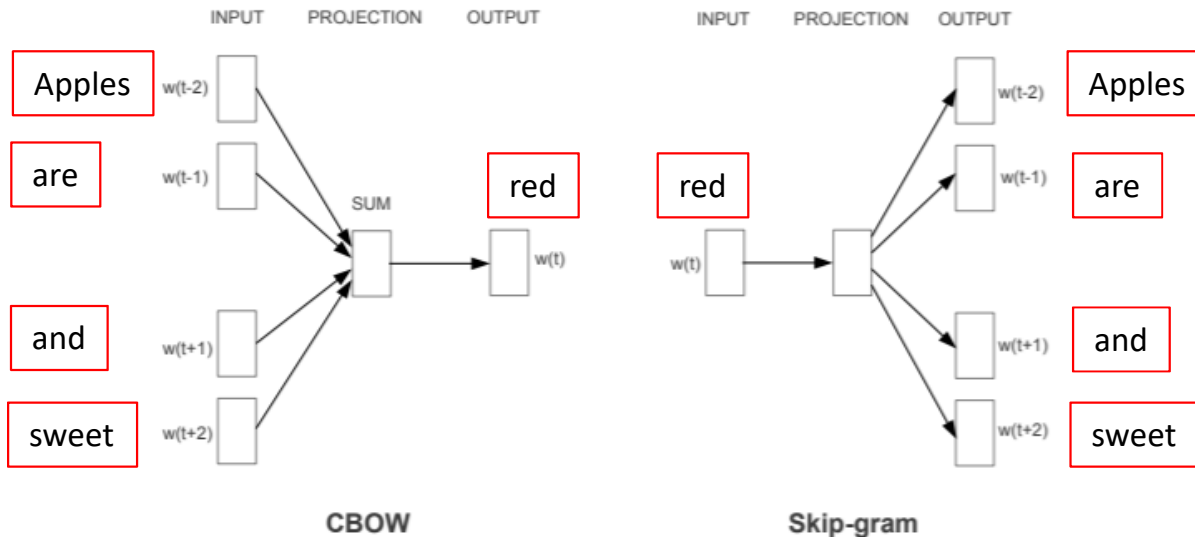 INPUT PROJECTION OUTPUT
Apples w(t-2)
are w(t-1)
SUM
red
w(t)
and w(t+1)
sweet w(t+2)
CBOW
INPUT PROJECTION OUTPUT
w(t-2) Apples
w(t-1) are
red
w(t)
w(t+1) and
w(t+2) sweet
Skip-gram